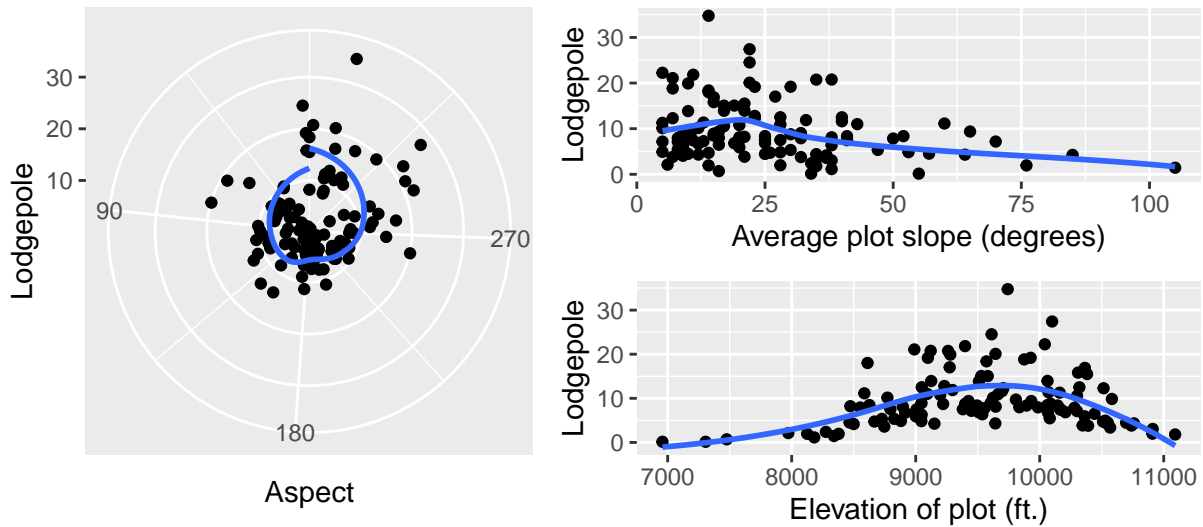 Lodgepole
30
20
10
90
270
180
Aspect
Lodgepole
30
20
10
0
0 25 50 75 100
Average plot slope (degrees)
Lodgepole
30
20
10
0
7000 8000 9000 10000 11000
Elevation of plot (ft.)